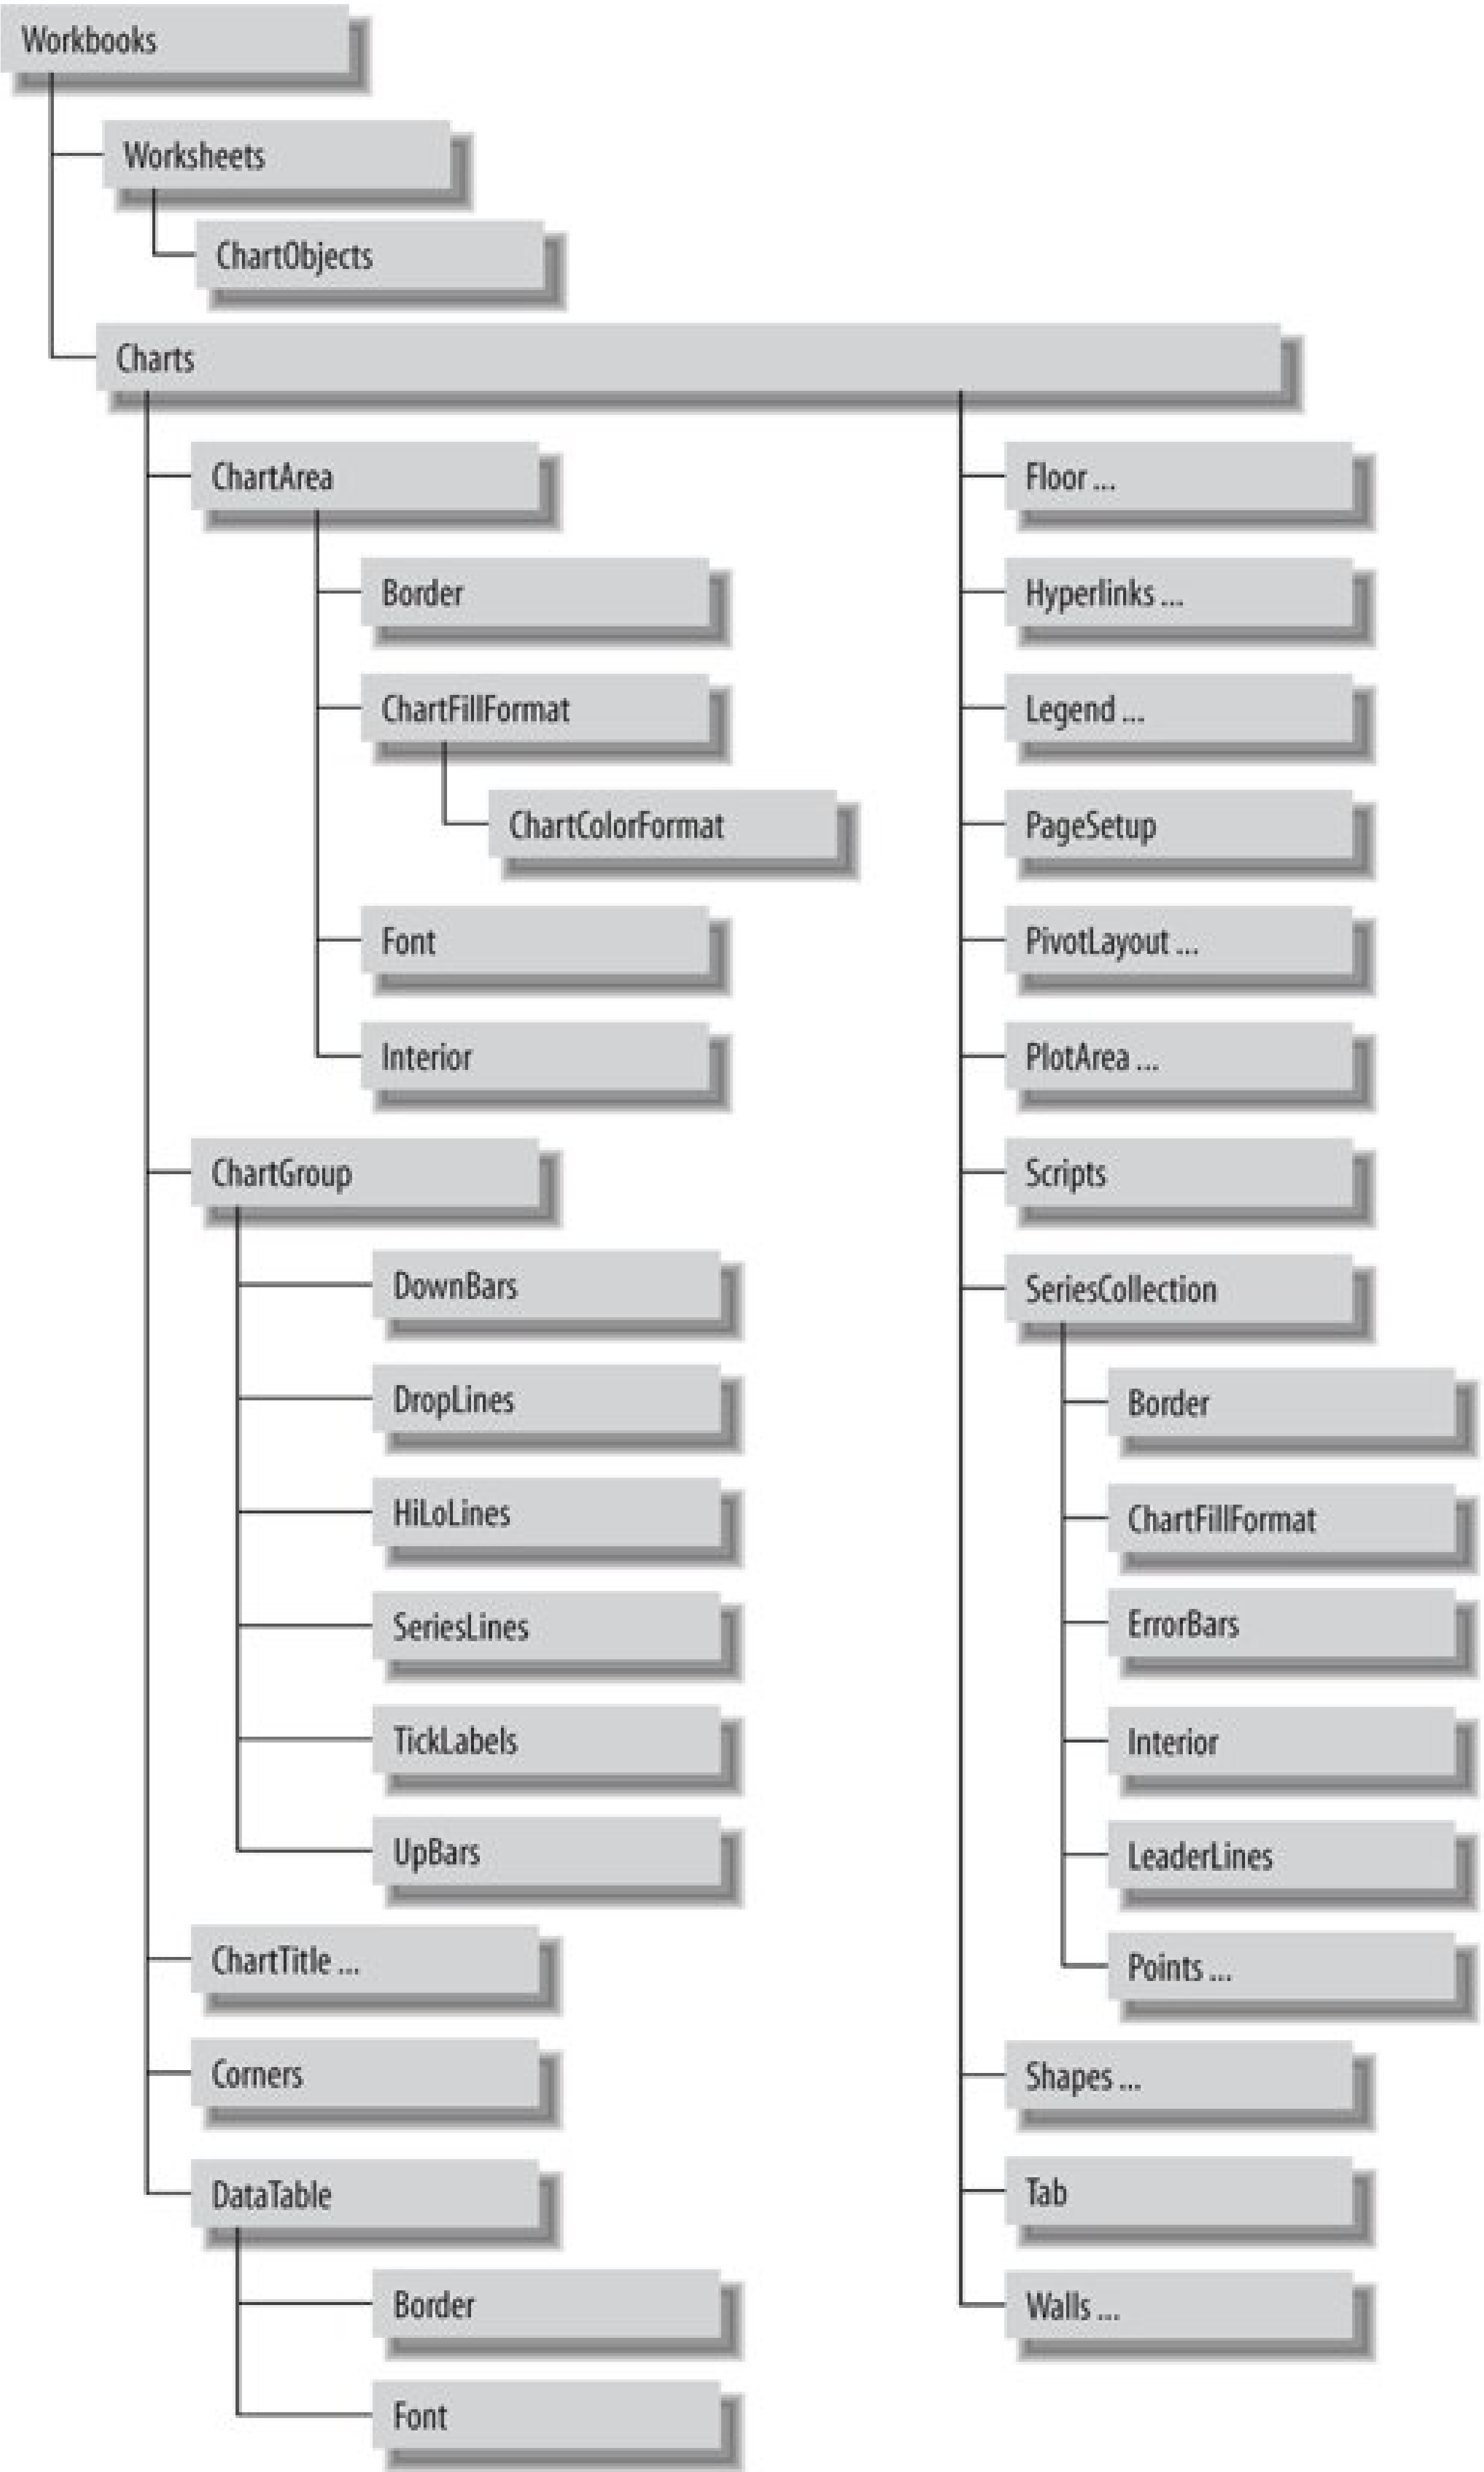 Workbooks
Worksheets
ChartObjects
Charts
ChartArea
Border
ChartFillFormat
ChartColorFormat
Font
Interior
ChartGroup
DownBars
DropLines
HiLoLines
SeriesLines
TickLabels
UpBars
ChartTitle ...
Corners
DataTable
Border
Font
Floor ...
Hyperlinks ...
Legend ...
PageSetup
PivotLayout ...
PlotArea ...
Scripts
SeriesCollection
Border
ChartFillFormat
ErrorBars
Interior
LeaderLines
Points ...
Shapes ...
Tab
Walls ...